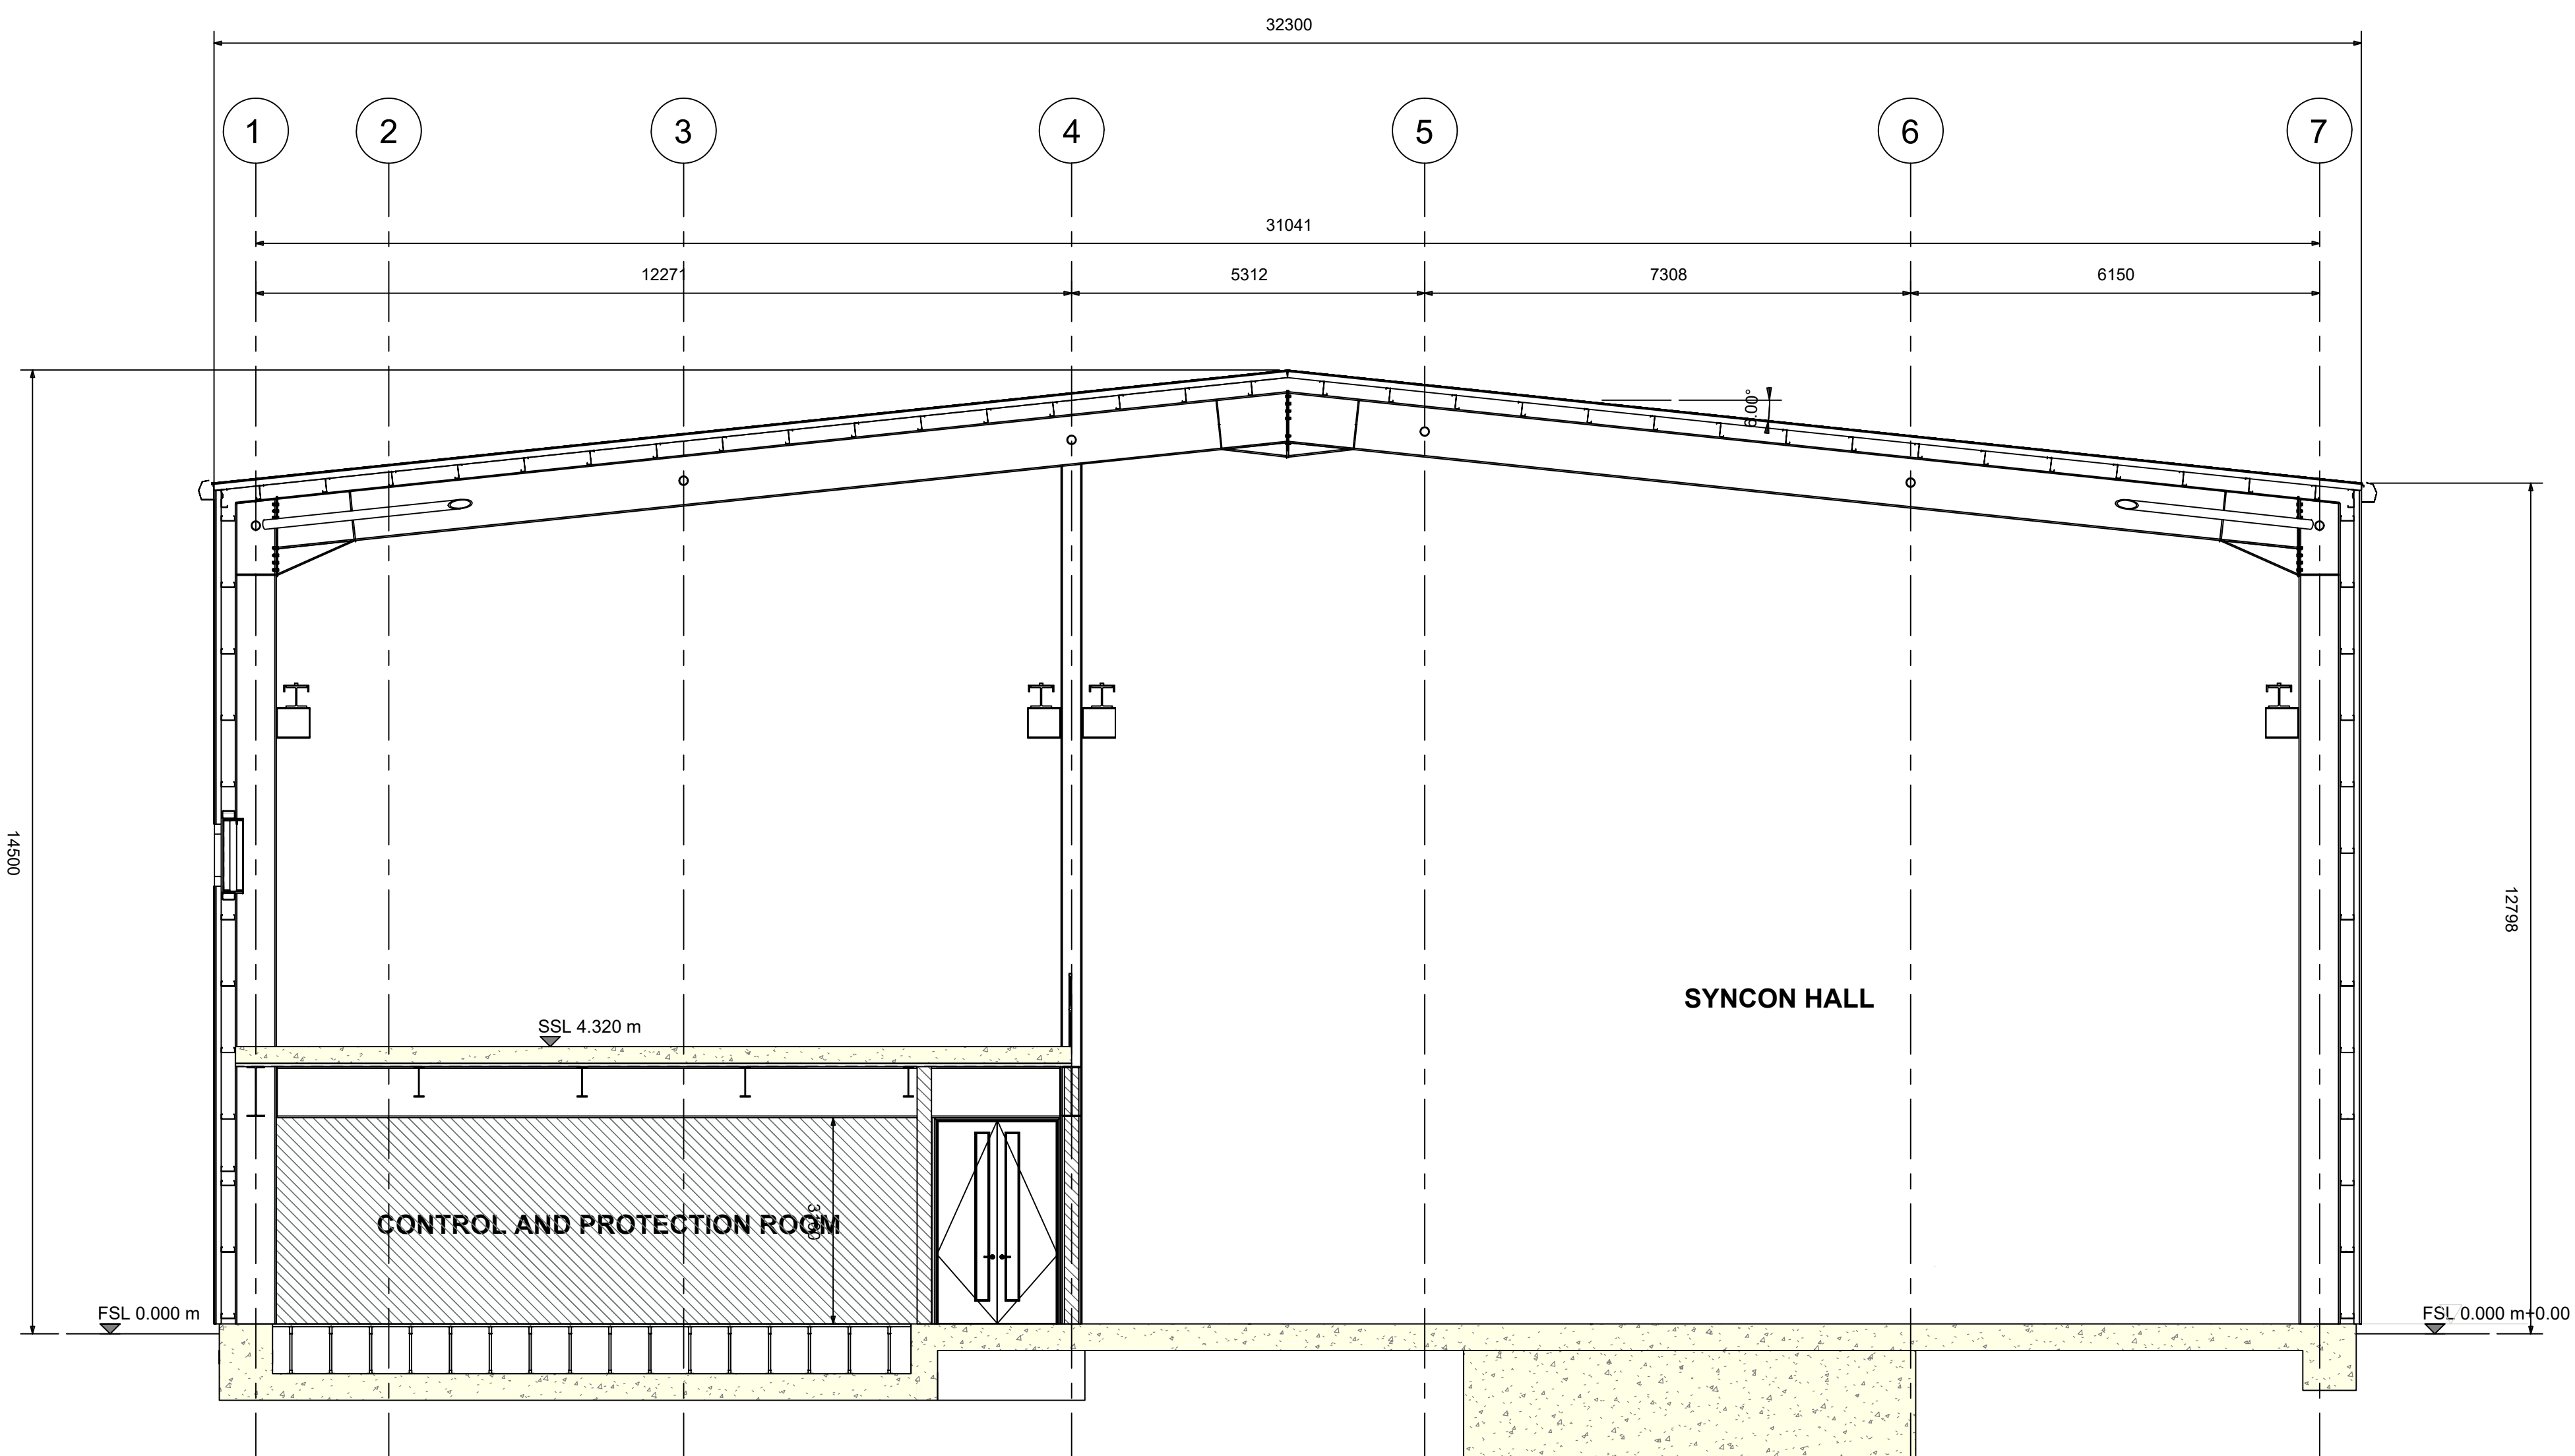 32300
1 2 3 4 5 6 7
31041
12271 5312 7308 6150
6.00°
14500
12798
SYNCON HALL
SSL 4.320 m
CONTROL AND PROTECTION ROOM
FSL 0.000 m
FSL 0.000 m+0.00